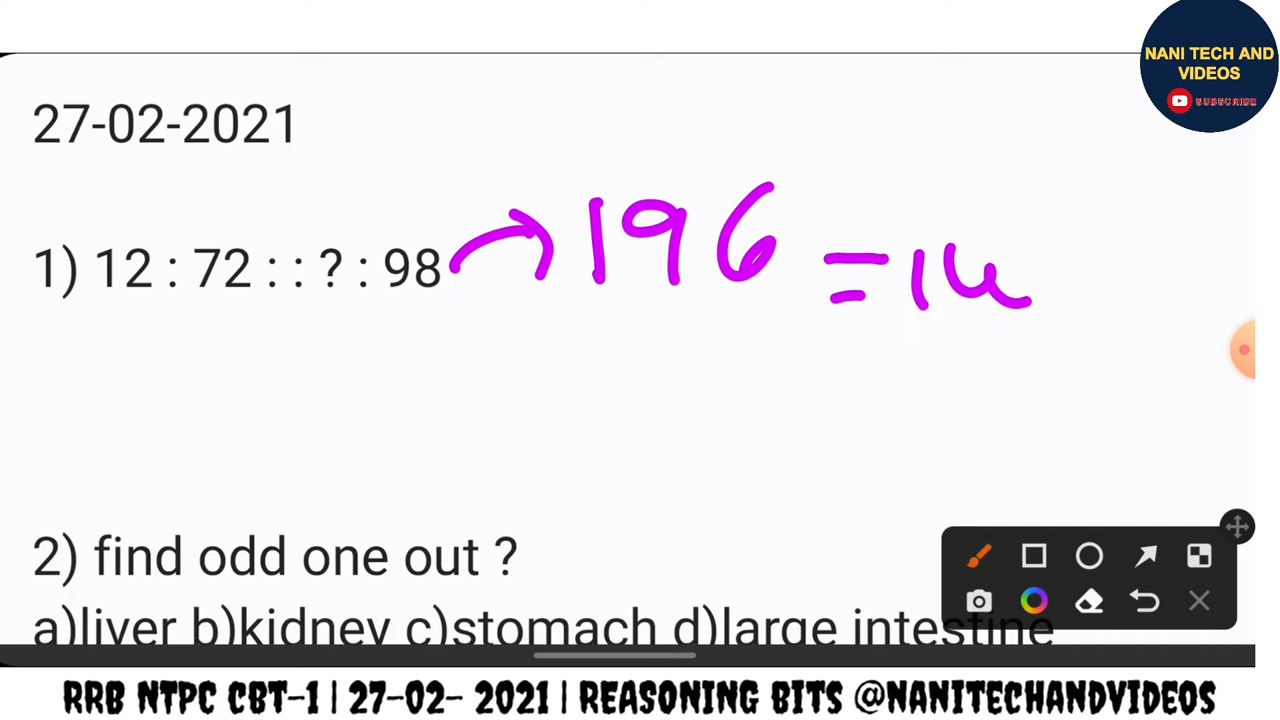 NANI TECH AND
VIDEOS
SUBSCRIBE
27-02-2021
1) 12 : 72 : : ? : 98 196 = 14
2) find odd one out ?
a)liver b)kidney c)stomach d)large intestine
RRB NTPC CBT-1 | 27-02- 2021 | REASONING BITS @NANITECHANDVIDEOS